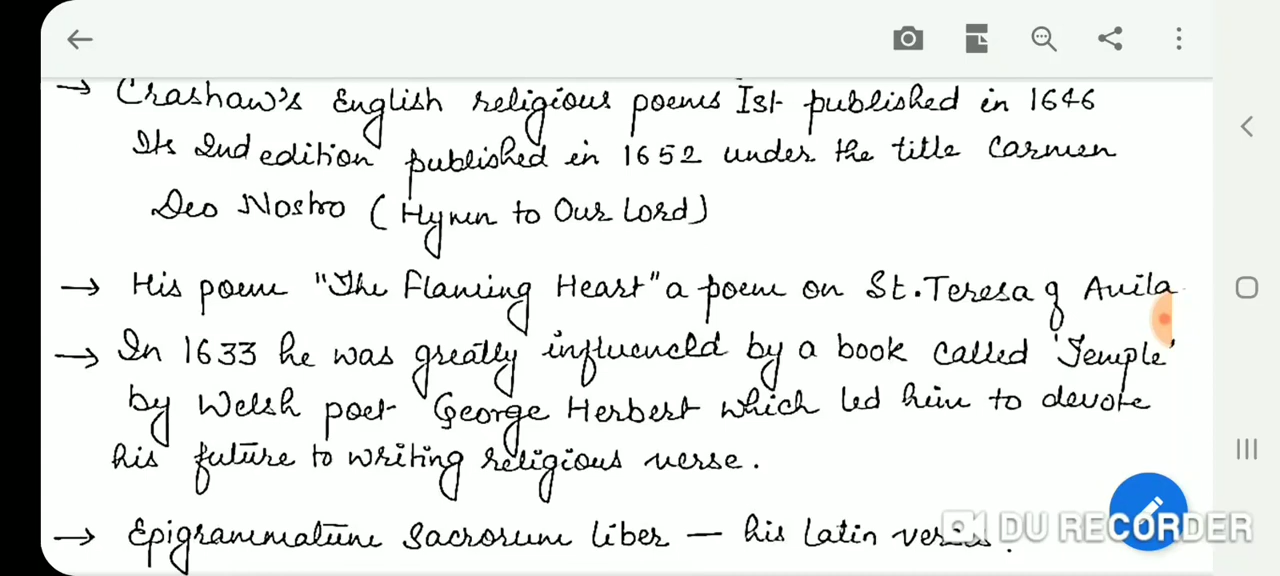 → Crashaw's English religious poems Ist published in 1646
Its 2nd edition published in 1652 under the title Carmen
Deo Nostro (Hymn to Our Lord)
→ His poem "The Flaming Heart" a poem on St. Teresa of Avila
→ In 1633 he was greatly influenced by a book called 'Temple'
by Welsh poet George Herbert which led him to devote
his future to writing religious verse.
→ Epigrammatum Sacrorum liber — his Latin verses.
DU RECORDER